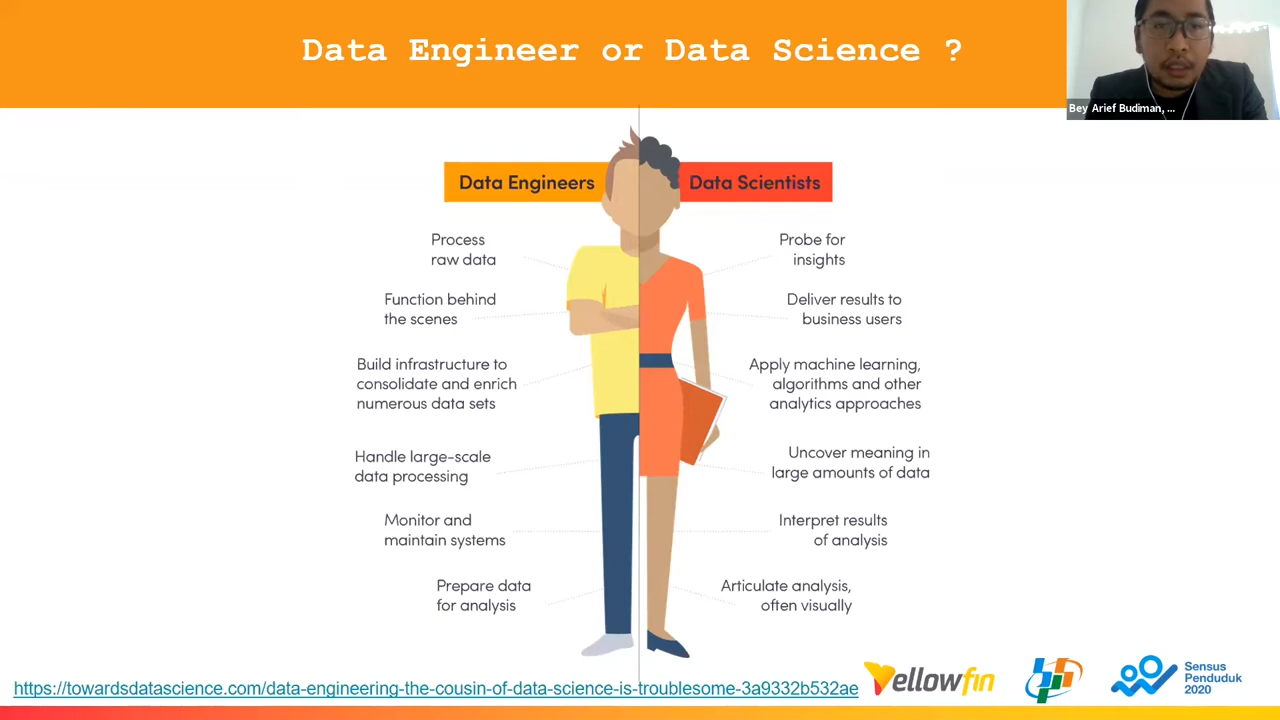 Data Engineer or Data Science ?
Bey Arief Budiman, ...
Data Engineers
Process
raw data
Function behind
the scenes
Build infrastructure to
consolidate and enrich
numerous data sets
Handle large-scale
data processing
Monitor and
maintain systems
Prepare data
for analysis
Data Scientists
Probe for
insights
Deliver results to
business users
Apply machine learning,
algorithms and other
analytics approaches
Uncover meaning in
large amounts of data
Interpret results
of analysis
Articulate analysis,
often visually
https://towardsdatascience.com/data-engineering-the-cousin-of-data-science-is-troublesome-3a9332b532ae
Yellowfin
Sensus
Penduduk
2020